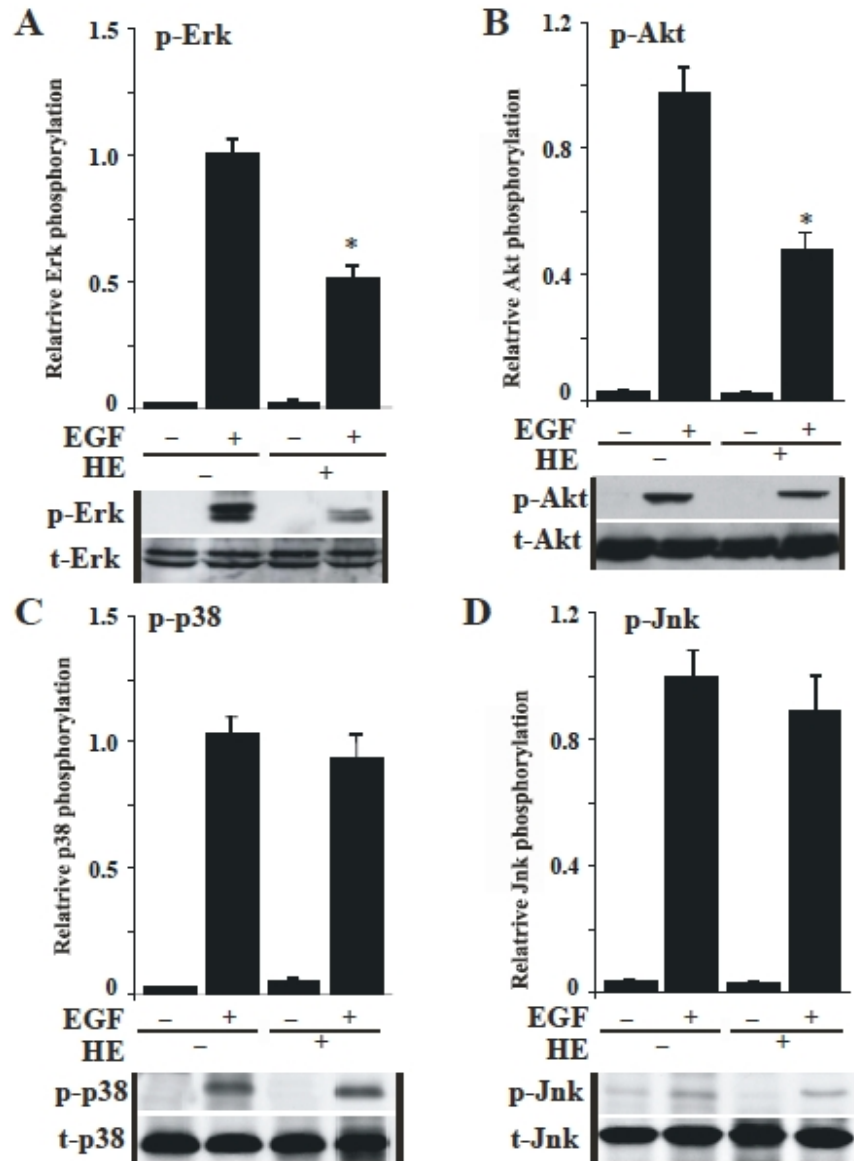 A
p-Erk
Relatrive Erk phosphorylation
1.5
1.0
0.5
0
EGF − + − +
HE − +
p-Erk
t-Erk
B
p-Akt
Relatrive Akt phosphorylation
1.2
0.8
0.4
0
EGF − + − +
HE − +
p-Akt
t-Akt
*
*
C
p-p38
Relatrive p38 phosphorylation
1.5
1.0
0.5
0
EGF − + − +
HE − +
p-p38
t-p38
D
p-Jnk
Relatrive Jnk phosphorylation
1.2
0.8
0.4
0
EGF − + − +
HE − +
p-Jnk
t-Jnk